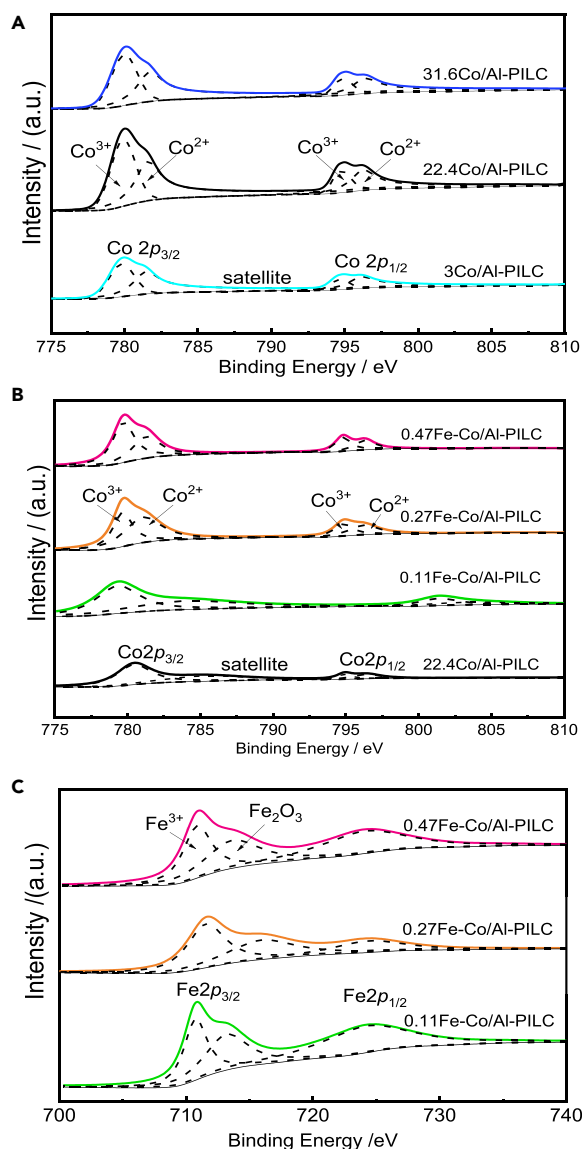 A
31.6Co/Al-PILC
Co3+ Co2+ Co3+ Co2+
22.4Co/Al-PILC
Co 2p3/2 satellite Co 2p1/2
3Co/Al-PILC
Intensity / (a.u.)
775 780 785 790 795 800 805 810
Binding Energy / eV
B
0.47Fe-Co/Al-PILC
Co3+ Co2+ Co3+ Co2+
0.27Fe-Co/Al-PILC
0.11Fe-Co/Al-PILC
Co2p3/2 satellite Co2p1/2
22.4Co/Al-PILC
Intensity / (a.u.)
775 780 785 790 795 800 805 810
Binding Energy / eV
C
Fe3+ Fe2O3
0.47Fe-Co/Al-PILC
0.27Fe-Co/Al-PILC
Fe2p3/2 Fe2p1/2
0.11Fe-Co/Al-PILC
Intensity /(a.u.)
700 710 720 730 740
Binding Energy /eV